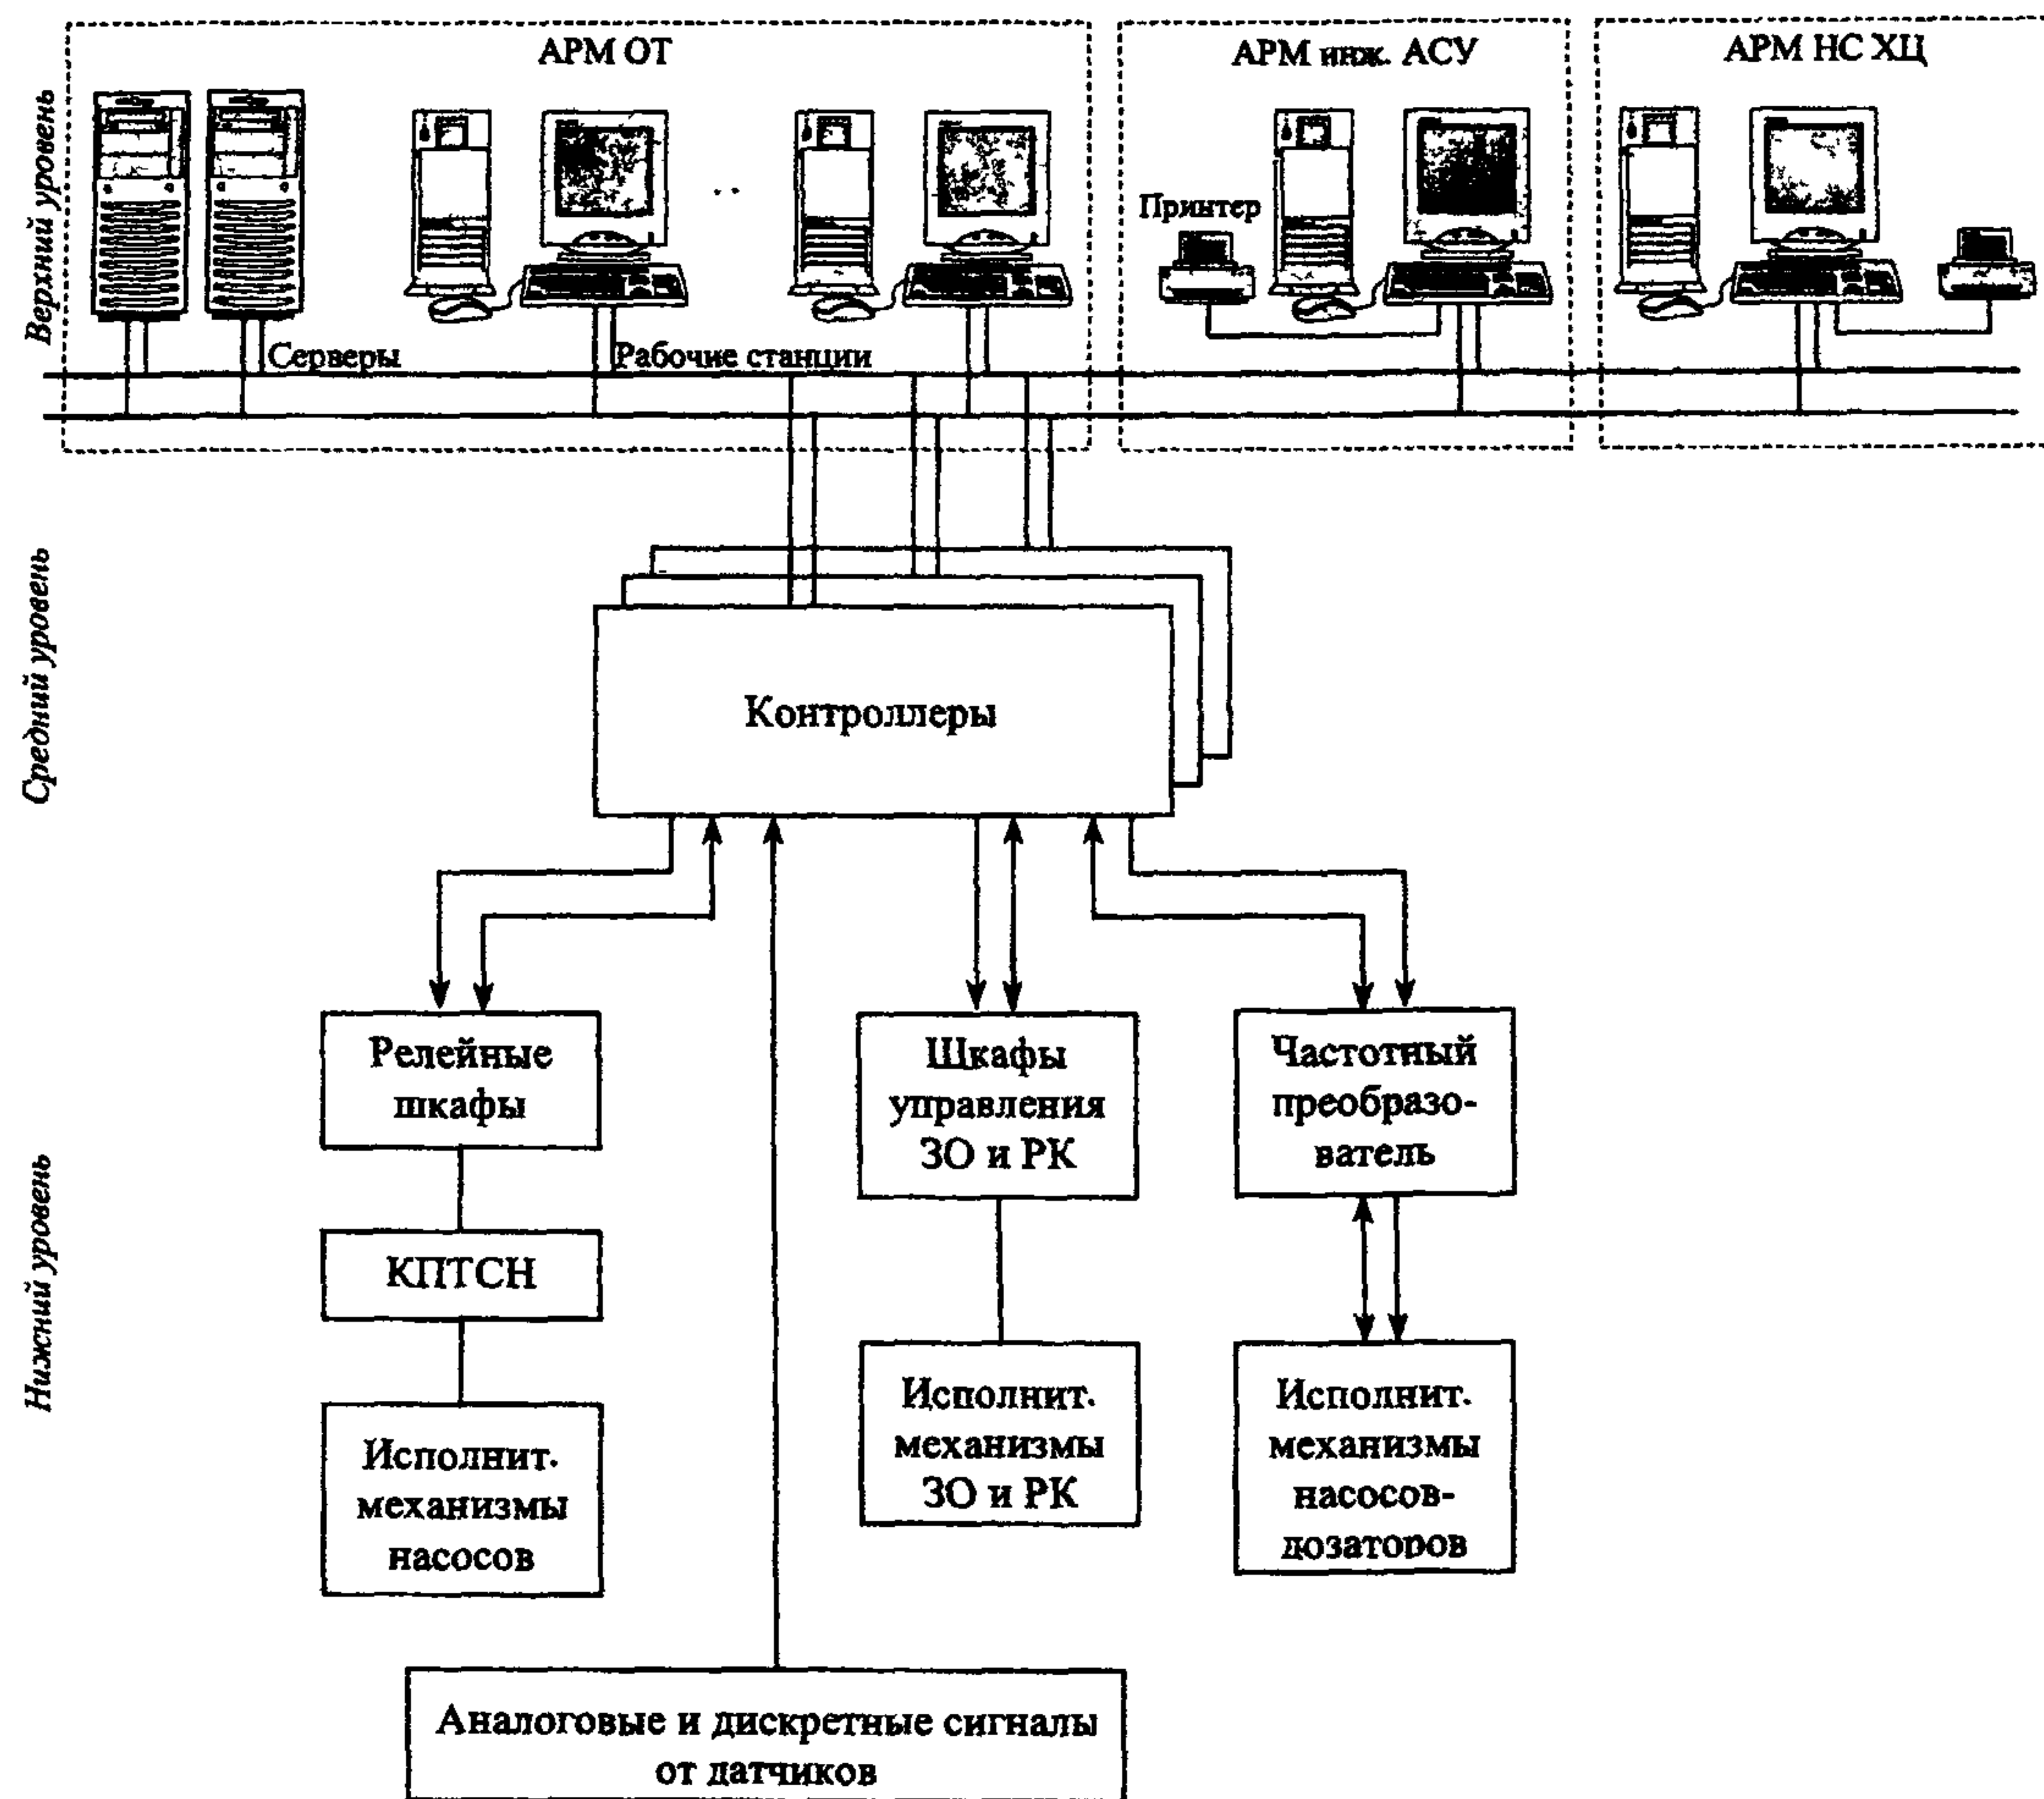 АРМ ОТ
АРМ инж. АСУ
АРМ НС ХЦ
Верхний уровень
Принтер
Серверы
Рабочие станции
Средний уровень
Контроллеры
Нижний уровень
Релейные
шкафы
Шкафы
управления
ЗО и РК
Частотный
преобразо-
ватель
КПТСН
Исполнит.
механизмы
насосов
Исполнит.
механизмы
ЗО и РК
Исполнит.
механизмы
насосов-
дозаторов
Аналоговые и дискретные сигналы
от датчиков